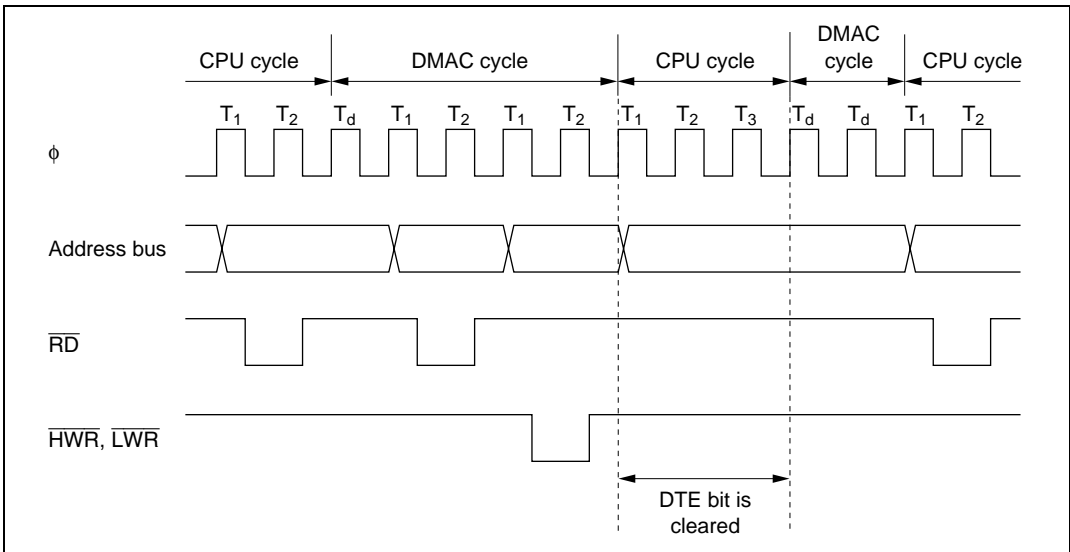 CPU cycle DMAC cycle CPU cycle DMAC cycle CPU cycle
T1 T2 Td T1 T2 T1 T2 T1 T2 T3 Td Td T1 T2
ϕ
Address bus
RD
HWR, LWR
DTE bit is
cleared